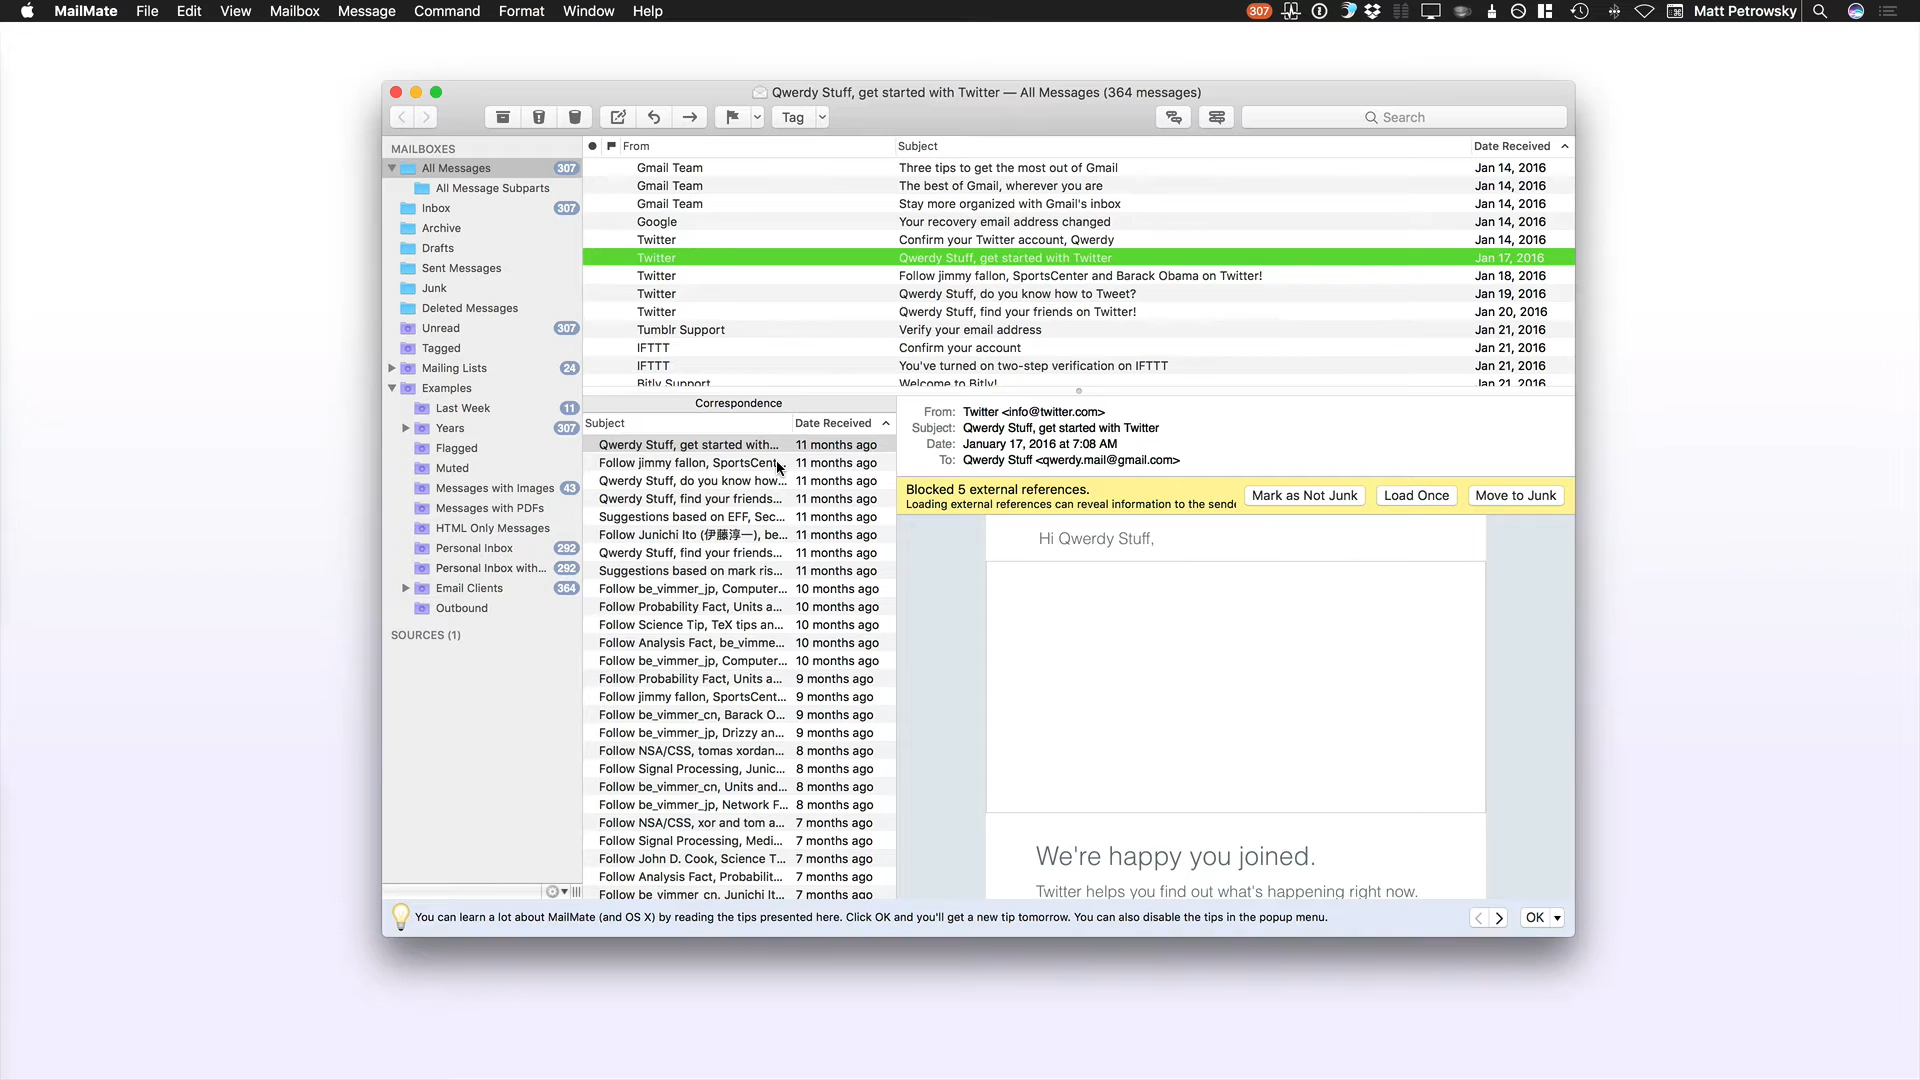 MailMate File Edit View Mailbox Message Command Format Window Help 307 Matt Petrowsky
Qwerdy Stuff, get started with Twitter — All Messages (364 messages)
Tag Search
MAILBOXES
All Messages 307
All Message Subparts
Inbox 307
Archive
Drafts
Sent Messages
Junk
Deleted Messages
Unread 307
Tagged
Mailing Lists 24
Examples
Last Week 11
Years 307
Flagged
Muted
Messages with Images 43
Messages with PDFs
HTML Only Messages
Personal Inbox 292
Personal Inbox with... 292
Email Clients 364
Outbound
SOURCES (1)
From Subject Date Received
Gmail Team Three tips to get the most out of Gmail Jan 14, 2016
Gmail Team The best of Gmail, wherever you are Jan 14, 2016
Gmail Team Stay more organized with Gmail's inbox Jan 14, 2016
Google Your recovery email address changed Jan 14, 2016
Twitter Confirm your Twitter account, Qwerdy Jan 14, 2016
Twitter Qwerdy Stuff, get started with Twitter Jan 17, 2016
Twitter Follow jimmy fallon, SportsCenter and Barack Obama on Twitter! Jan 18, 2016
Twitter Qwerdy Stuff, do you know how to Tweet? Jan 19, 2016
Twitter Qwerdy Stuff, find your friends on Twitter! Jan 20, 2016
Tumblr Support Verify your email address Jan 21, 2016
IFTTT Confirm your account Jan 21, 2016
IFTTT You've turned on two-step verification on IFTTT Jan 21, 2016
Bitly Support Welcome to Bitly! Jan 21, 2016
Correspondence
Subject Date Received
Qwerdy Stuff, get started with... 11 months ago
Follow jimmy fallon, SportsCent... 11 months ago
Qwerdy Stuff, do you know how... 11 months ago
Qwerdy Stuff, find your friends... 11 months ago
Suggestions based on EFF, Sec... 11 months ago
Follow Junichi Ito (伊藤淳一), be... 11 months ago
Qwerdy Stuff, find your friends... 11 months ago
Suggestions based on mark ris... 11 months ago
Follow be_vimmer_jp, Computer... 10 months ago
Follow Probability Fact, Units a... 10 months ago
Follow Science Tip, TeX tips an... 10 months ago
Follow Analysis Fact, be_vimme... 10 months ago
Follow be_vimmer_jp, Computer... 10 months ago
Follow Probability Fact, Units a... 9 months ago
Follow jimmy fallon, SportsCent... 9 months ago
Follow be_vimmer_cn, Barack O... 9 months ago
Follow be_vimmer_jp, Drizzy an... 9 months ago
Follow NSA/CSS, tomas xordan... 8 months ago
Follow Signal Processing, Junic... 8 months ago
Follow be_vimmer_cn, Units and... 8 months ago
Follow be_vimmer_jp, Network F... 8 months ago
Follow NSA/CSS, xor and tom a... 7 months ago
Follow Signal Processing, Medi... 7 months ago
Follow John D. Cook, Science T... 7 months ago
Follow Analysis Fact, Probabilit... 7 months ago
Follow be_vimmer_cn, Junichi It... 7 months ago
From: Twitter <info@twitter.com>
Subject: Qwerdy Stuff, get started with Twitter
Date: January 17, 2016 at 7:08 AM
To: Qwerdy Stuff <qwerdy.mail@gmail.com>
Blocked 5 external references.
Loading external references can reveal information to the sende
Mark as Not Junk Load Once Move to Junk
Hi Qwerdy Stuff,
We're happy you joined.
Twitter helps you find out what's happening right now.
You can learn a lot about MailMate (and OS X) by reading the tips presented here. Click OK and you'll get a new tip tomorrow. You can also disable the tips in the popup menu. OK